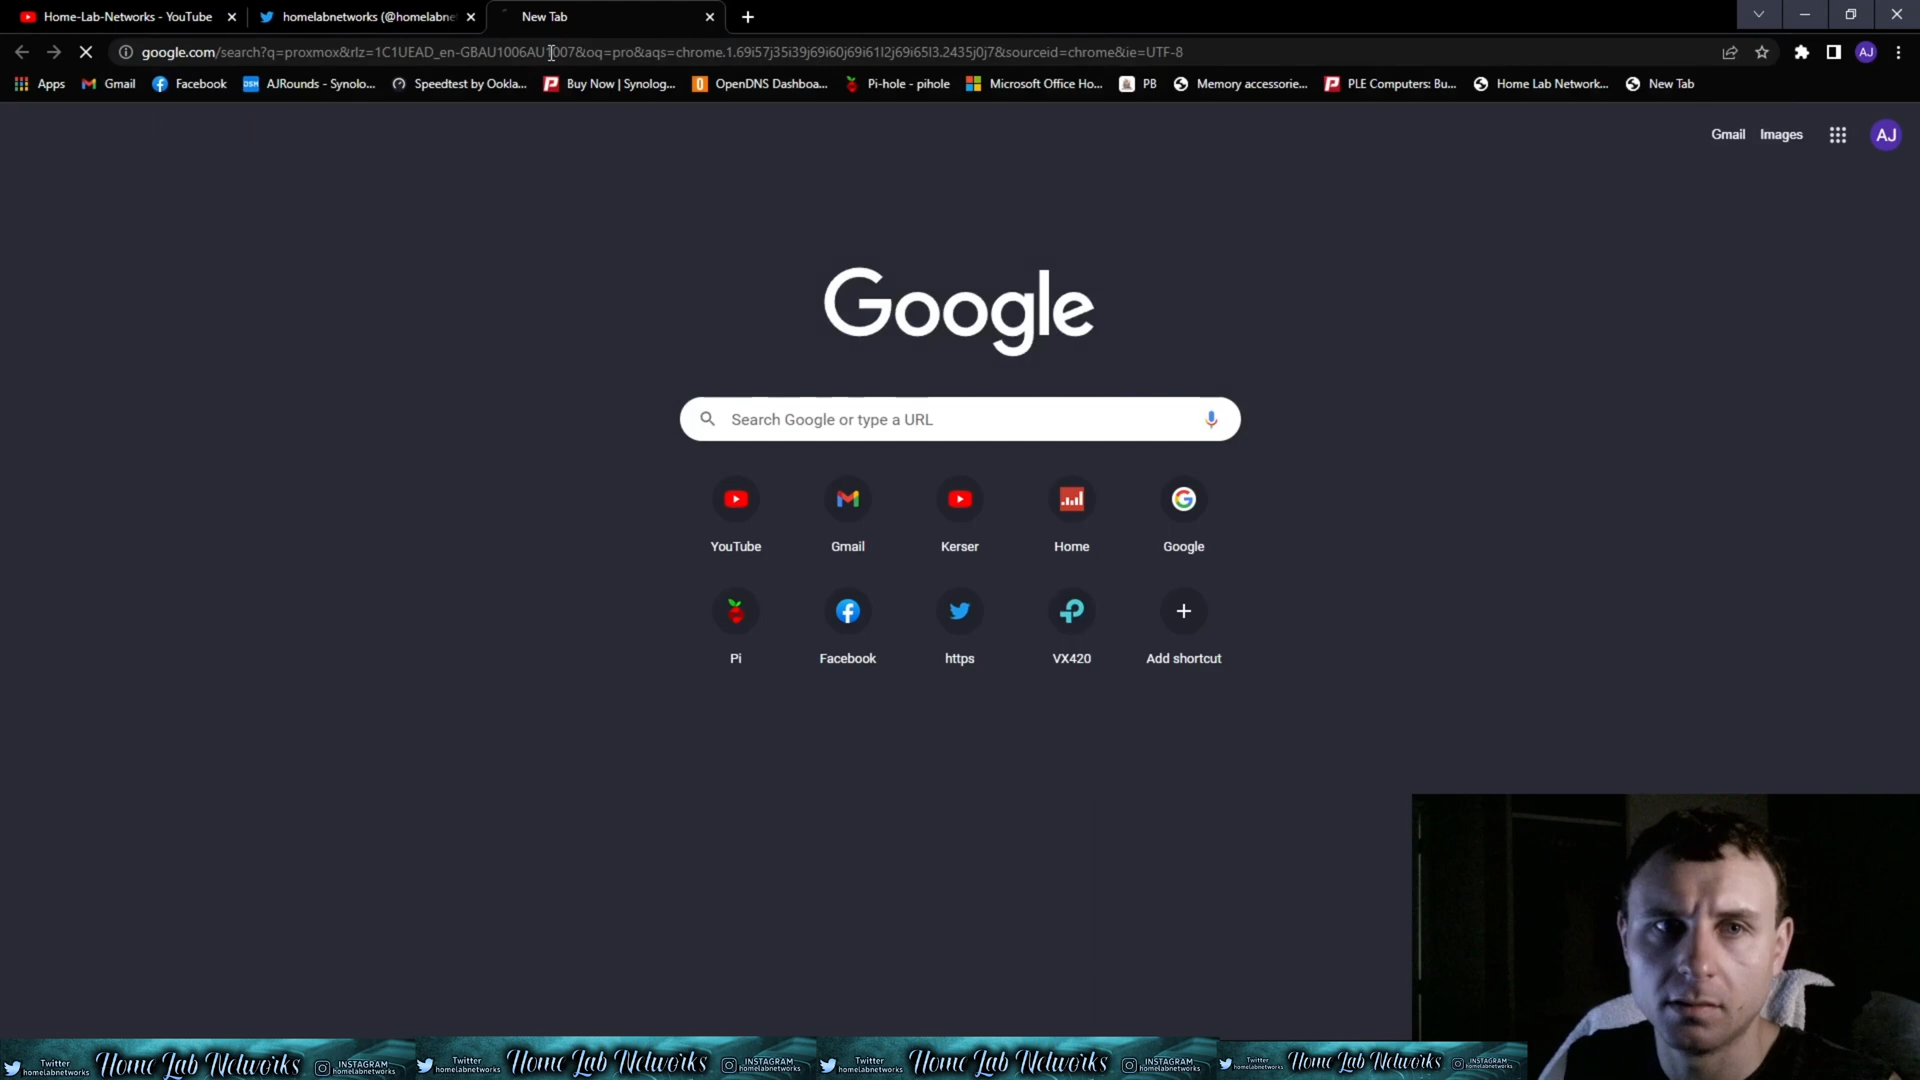 Home-Lab-Networks - YouTube
homelabnetworks (@homelabne
New Tab
google.com/search?q=proxmox&rlz=1C1UEAD_en-GBAU1006AU1007&oq=pro&aqs=chrome.1.69i57j35i39j69i60j69i61l2j69i65l3.2435j0j7&sourceid=chrome&ie=UTF-8
AJ
Apps
Gmail
Facebook
DSM
AJRounds - Synolo...
Speedtest by Ookla...
Buy Now | Synolog...
OpenDNS Dashboa...
Pi-hole - pihole
Microsoft Office Ho...
PB
Memory accessorie...
PLE Computers: Bu...
Home Lab Network...
New Tab
Gmail
Images
AJ
Google
Search Google or type a URL
YouTube
Gmail
Kerser
Home
Google
Pi
Facebook
https
VX420
Add shortcut
Twitter
homelabnetworks
Home Lab Networks
INSTAGRAM
homelabnetworks
Twitter
homelabnetworks
Home Lab Networks
INSTAGRAM
homelabnetworks
Twitter
homelabnetworks
Home Lab Networks
INSTAGRAM
homelabnetworks
Twitter
homelabnetworks
Home Lab Networks
INSTAGRAM
homelabnetworks